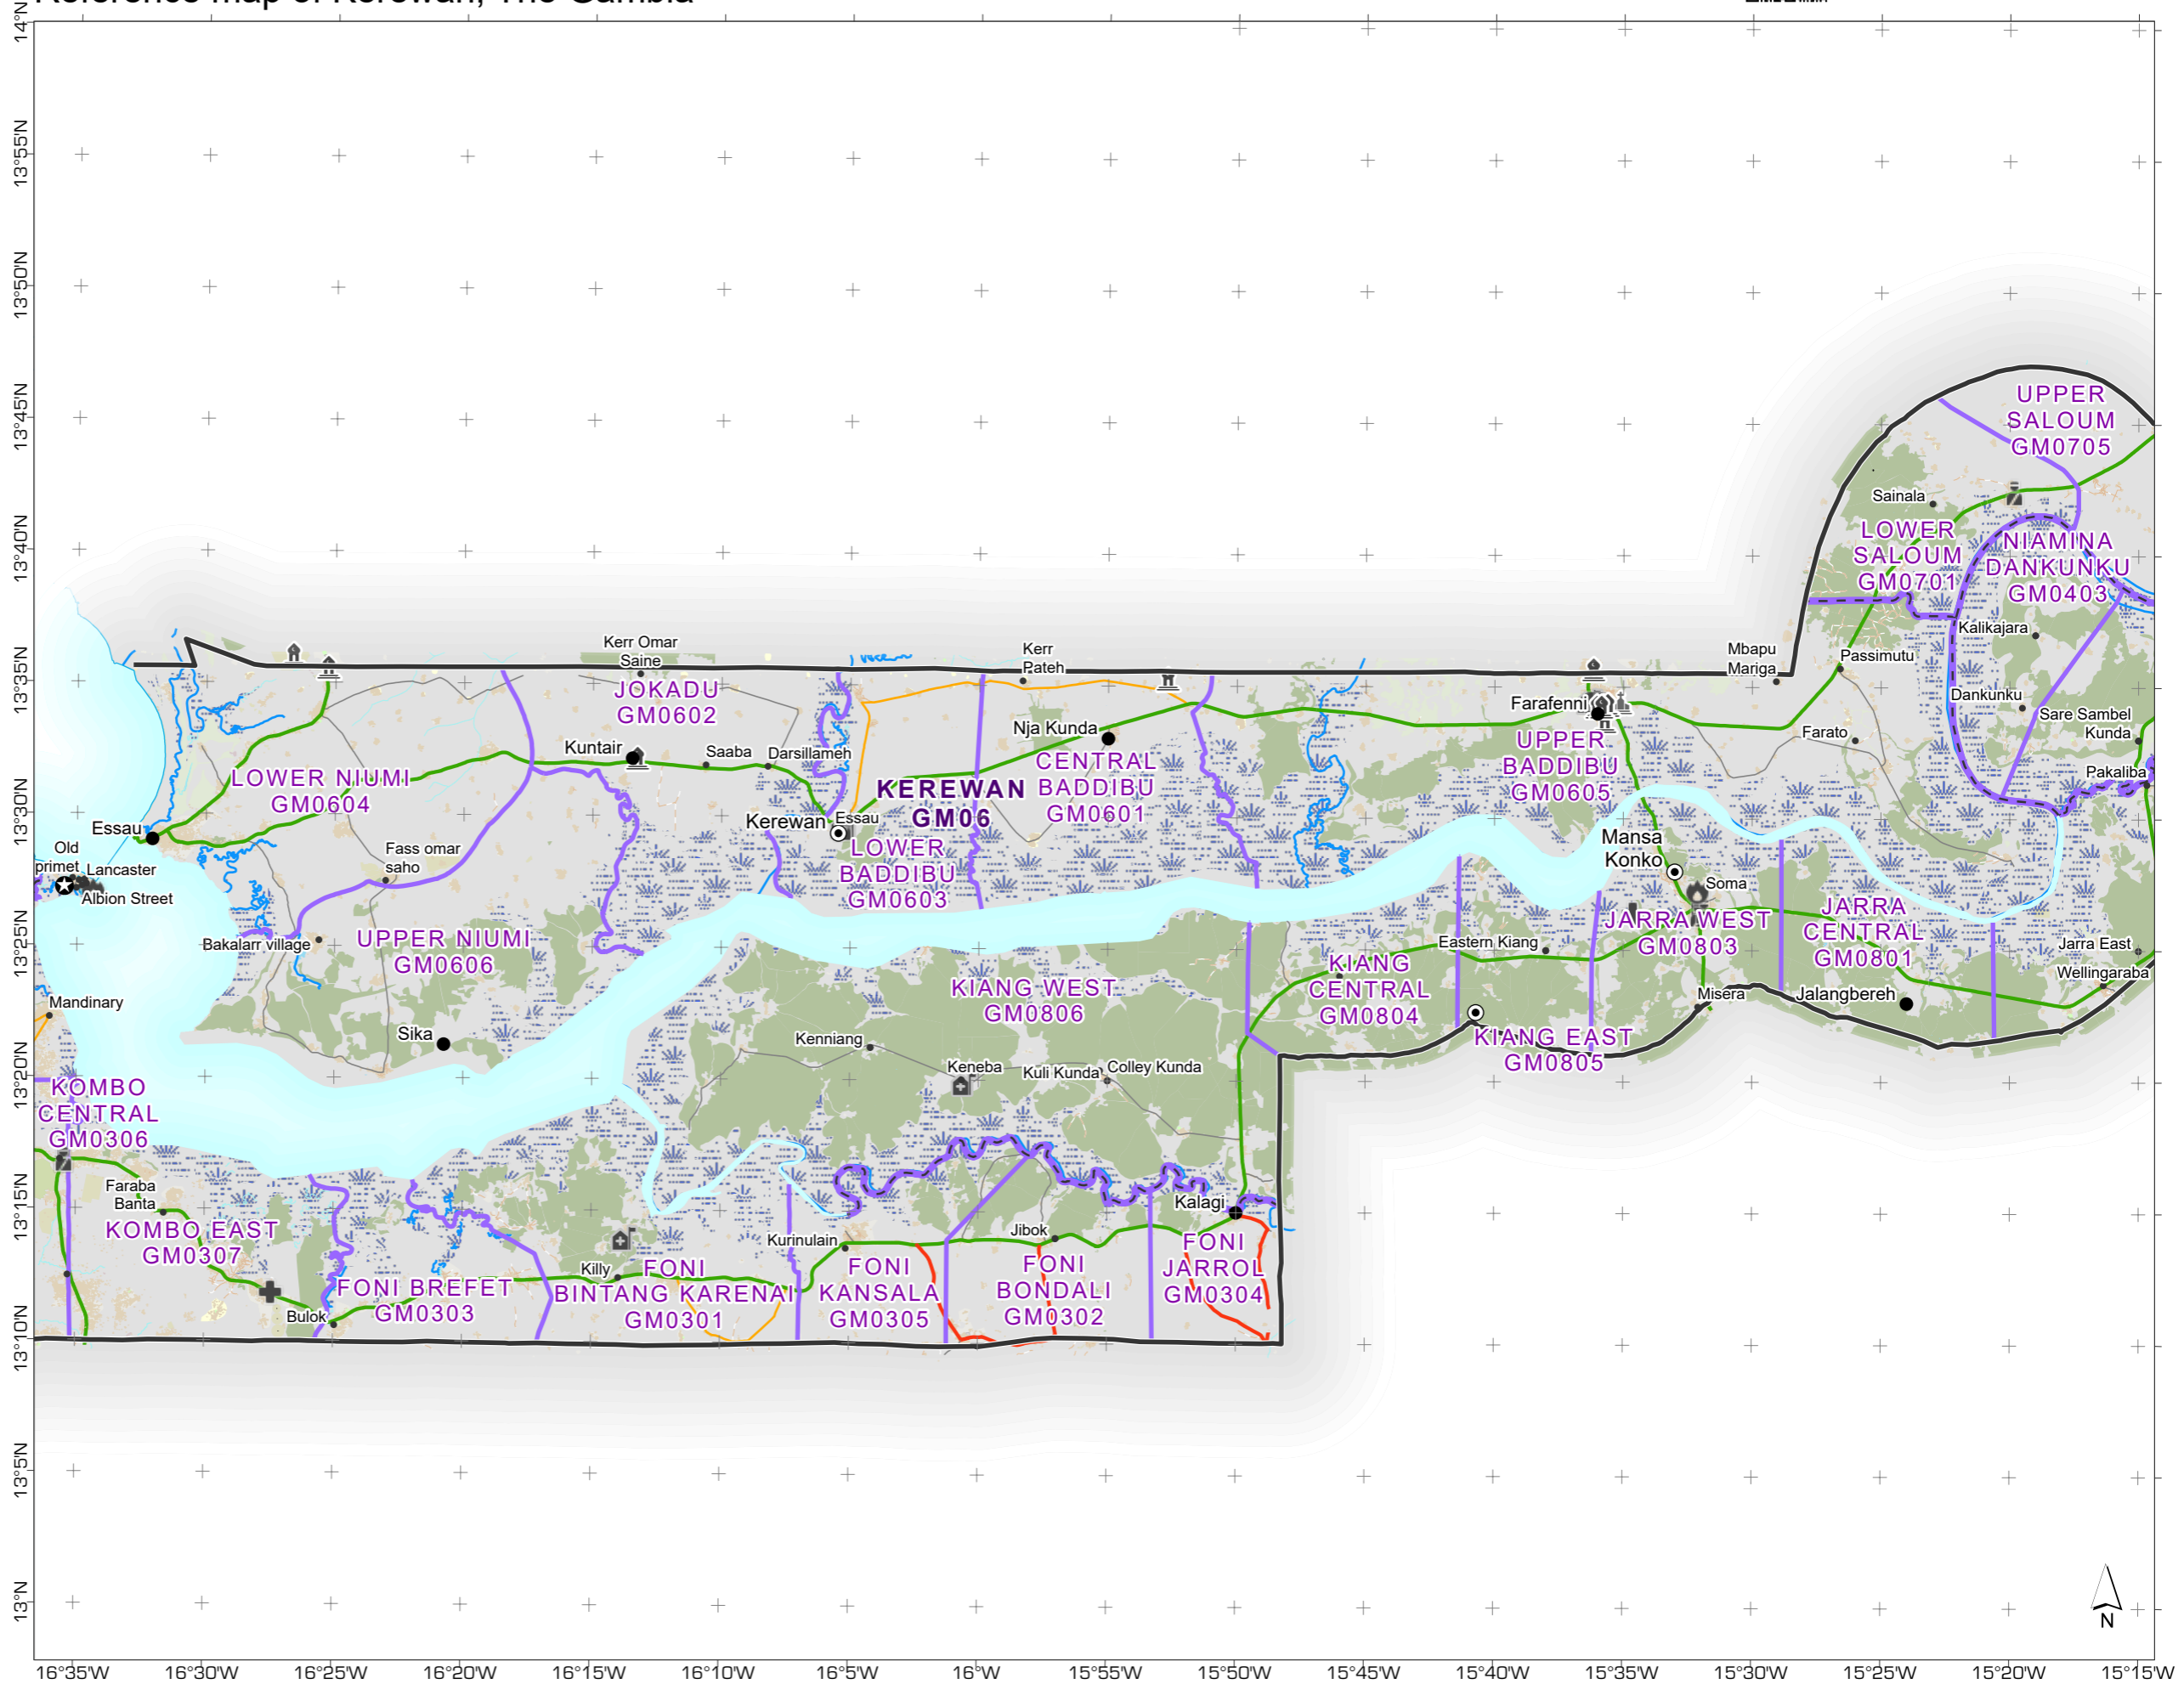 Reference map of Kerewan, The Gambia
14°N
13°55'N
13°50'N
13°45'N
13°40'N
13°35'N
13°30'N
13°25'N
13°20'N
13°15'N
13°10'N
13°5'N
13°N
UPPER
SALOUM
GM0705
Sainala
LOWER
SALOUM
GM0701
NIAMINA
DANKUNKU
GM0403
Kalikajara
Kerr Omar
Saine
Kerr
Pateh
Mbapu
Mariga
Passimutu
JOKADU
GM0602
Dankunku
Farafenni
Sare Sambel
Kunda
Nja Kunda
Farato
Kuntair
Saaba
Darsillameh
UPPER
BADDIBU
GM0605
CENTRAL
BADDIBU
GM0601
Pakaliba
LOWER NIUMI
GM0604
KEREWAN
GM06
Kerewan
Essau
Essau
Mansa
Konko
Old
primet
Lancaster
Albion Street
Fass omar
saho
LOWER
BADDIBU
GM0603
Soma
JARRA WEST
GM0803
JARRA
CENTRAL
GM0801
Bakalarr village
UPPER NIUMI
GM0606
Eastern Kiang
Jarra East
Wellingaraba
KIANG
CENTRAL
GM0804
KIANG WEST
GM0806
Mandinary
Misera
Jalangbereh
Sika
Kenniang
KIANG EAST
GM0805
Keneba
Kuli Kunda
Colley Kunda
KOMBO
CENTRAL
GM0306
Faraba
Banta
Kalagi
KOMBO EAST
GM0307
Kurinulain
Jibok
Killy
FONI BREFET
GM0303
FONI
BINTANG KARENAI
GM0301
FONI
KANSALA
GM0305
FONI
BONDALI
GM0302
FONI
JARROL
GM0304
Bulok
N
16°35'W
16°30'W
16°25'W
16°20'W
16°15'W
16°10'W
16°5'W
16°W
15°55'W
15°50'W
15°45'W
15°40'W
15°35'W
15°30'W
15°25'W
15°20'W
15°15'W